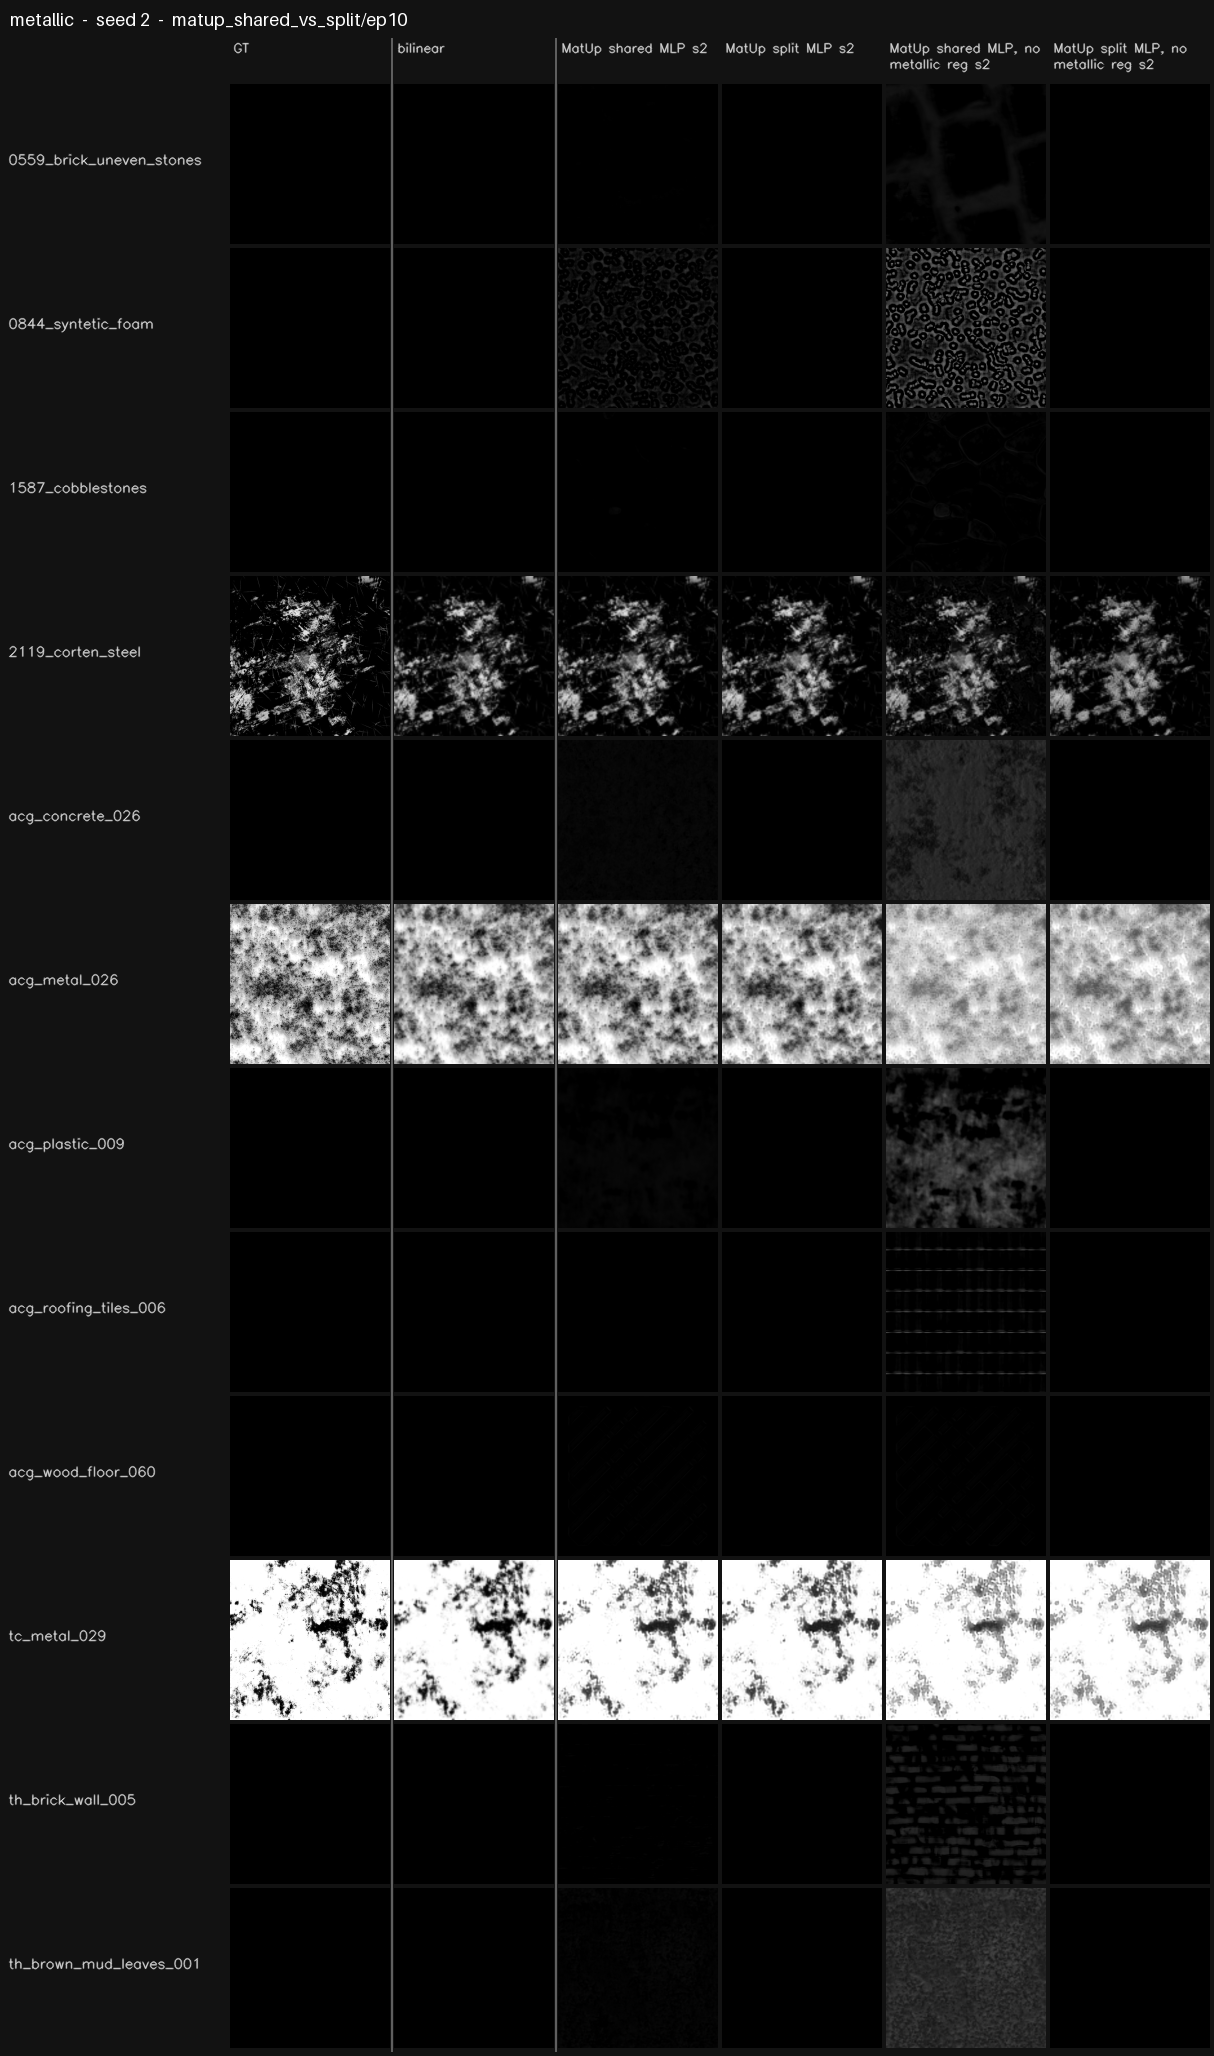 metallic - seed 2 - matup_shared_vs_split/ep10
GT
bilinear
MatUp shared MLP s2
MatUp split MLP s2
MatUp shared MLP, no
metallic reg s2
MatUp split MLP, no
metallic reg s2
0559_brick_uneven_stones
0844_syntetic_foam
1587_cobblestones
2119_corten_steel
acg_concrete_026
acg_metal_026
acg_plastic_009
acg_roofing_tiles_006
acg_wood_floor_060
tc_metal_029
th_brick_wall_005
th_brown_mud_leaves_001